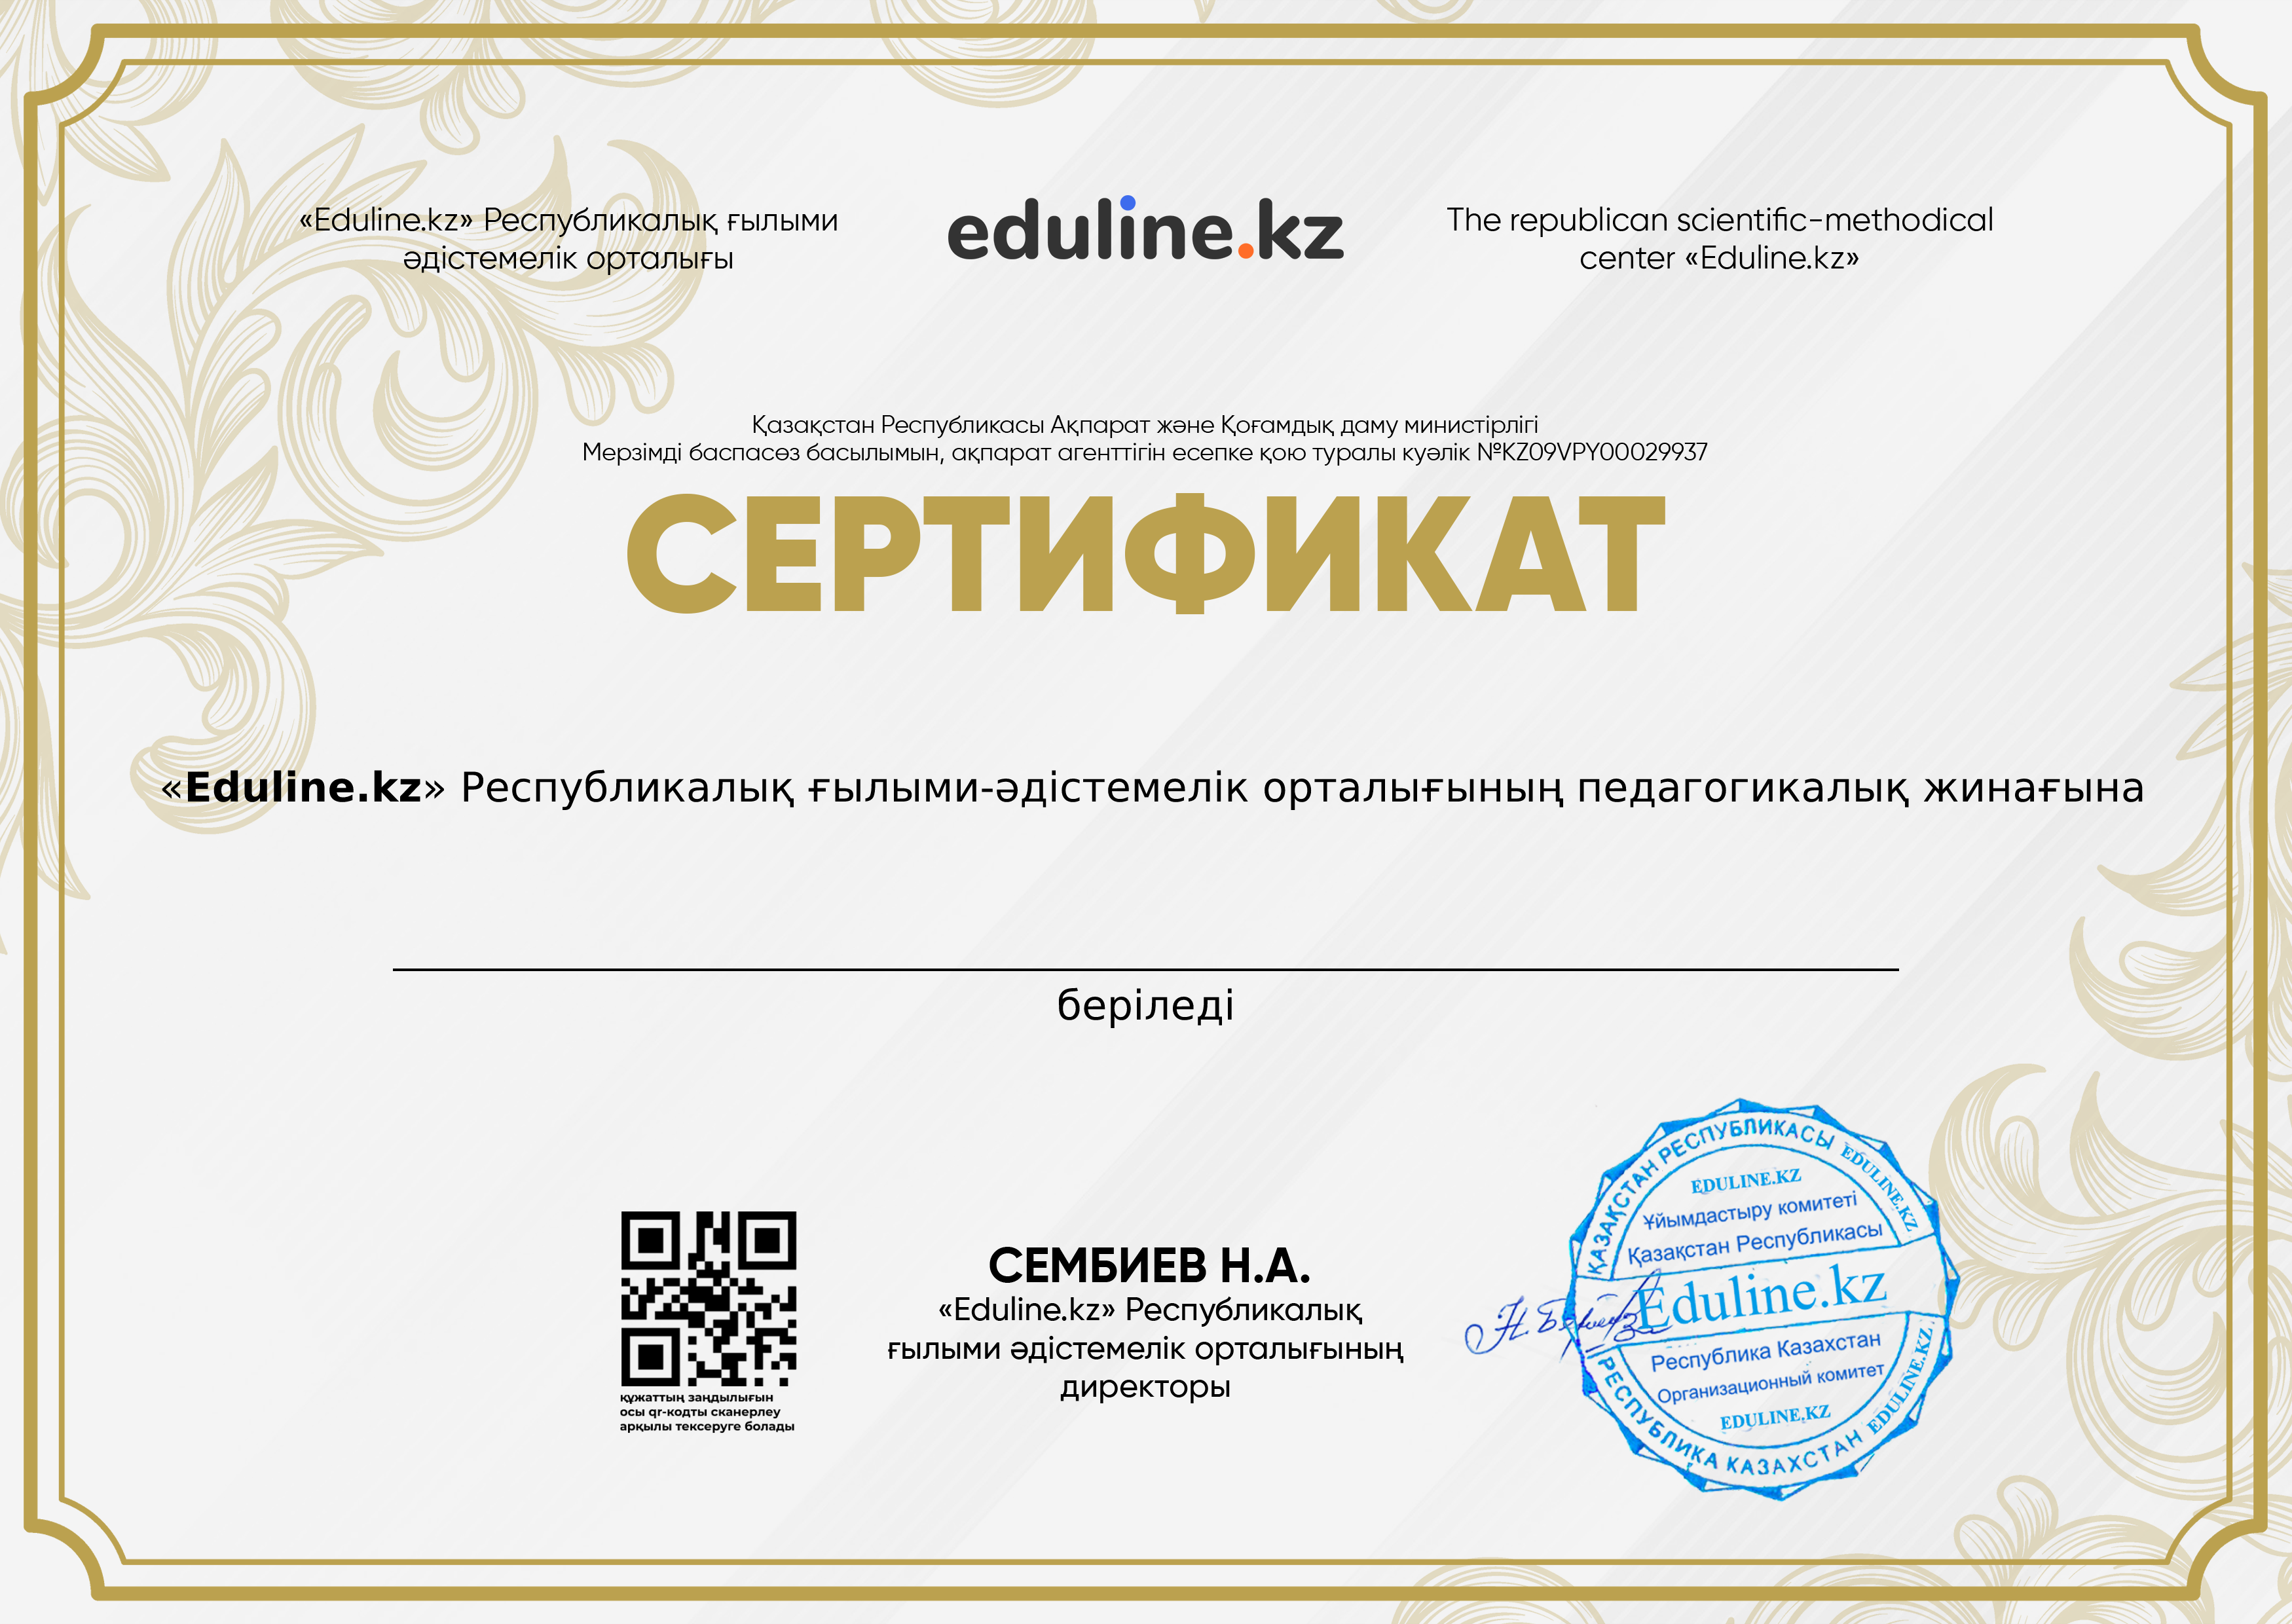 «Eduline.kz» Республикалық ғылыми
әдістемелік орталығы
eduline.kz
The republican scientific-methodical
center «Eduline.kz»
Қазақстан Республикасы Ақпарат және Қоғамдық даму министірлігі
Мерзімді баспасөз басылымын, ақпарат агенттігін есепке қою туралы куәлік №KZ09VPY00029937
СЕРТИФИКАТ
«Eduline.kz» Республикалық ғылыми-әдістемелік орталығының педагогикалық жинағына
беріледі
құжаттың заңдылығын
осы qr-кодты сканерлеу
арқылы тексеруге болады
СЕМБИЕВ Н.А.
«Eduline.kz» Республикалық
ғылыми әдістемелік орталығының
директоры
ҚАЗАҚСТАН РЕСПУБЛИКАСЫ EDULINE.KZ
EDULINE.KZ
Ұйымдастыру комитеті
Қазақстан Республикасы
Eduline.kz
Республика Казахстан
Организационный комитет
EDULINE.KZ
РЕСПУБЛИКА КАЗАХСТАН EDULINE.KZ